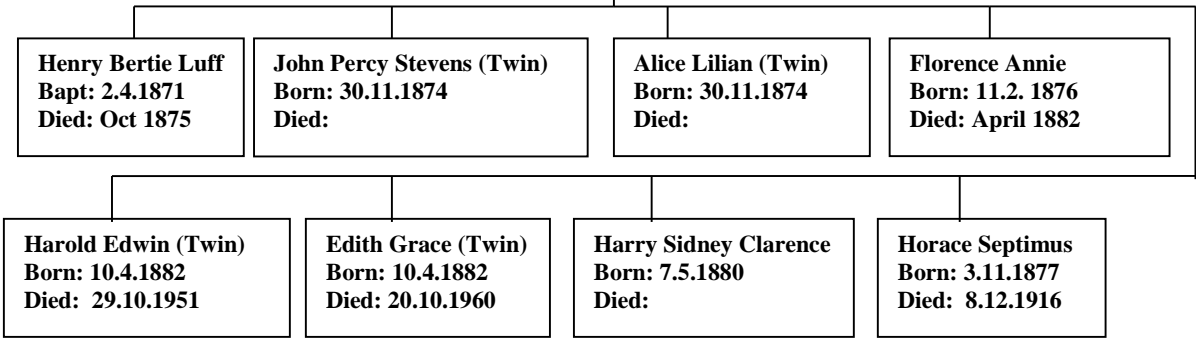 Henry Bertie Luff
Bapt: 2.4.1871
Died: Oct 1875
John Percy Stevens (Twin)
Born: 30.11.1874
Died:
Alice Lilian (Twin)
Born: 30.11.1874
Died:
Florence Annie
Born: 11.2. 1876
Died: April 1882
Harold Edwin (Twin)
Born: 10.4.1882
Died: 29.10.1951
Edith Grace (Twin)
Born: 10.4.1882
Died: 20.10.1960
Harry Sidney Clarence
Born: 7.5.1880
Died:
Horace Septimus
Born: 3.11.1877
Died: 8.12.1916